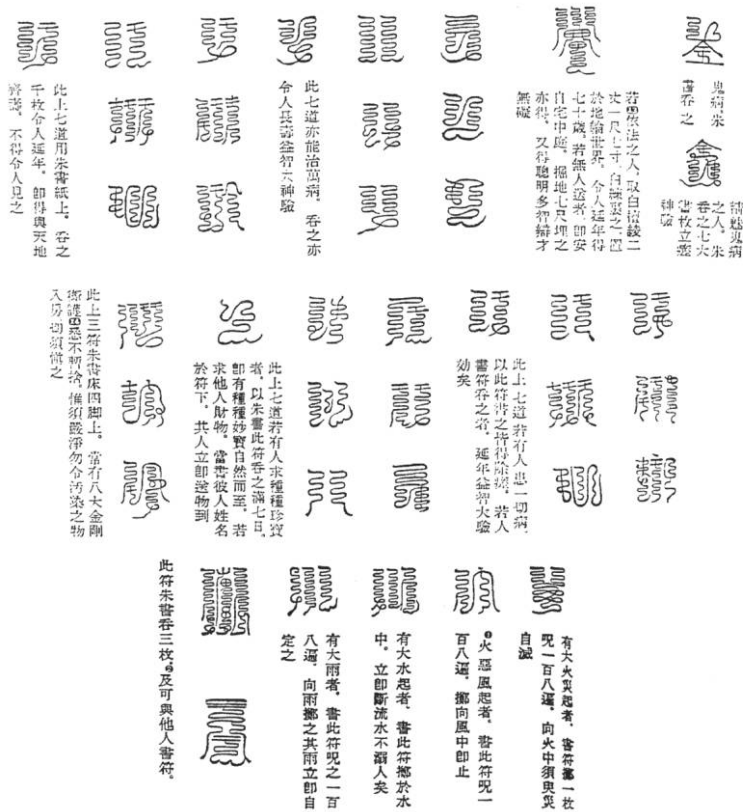 鬼病朱
書吞之
精魅鬼病
之人。朱
吞之七大
書枚立感
神驗
若依法之人。取白檀綾二
丈一尺七寸。白練裹之。置
於地輪世界。令人延年得
七十歲。若無人送者。即安
自宅中庭。掘地七尺埋之
亦得。又得聰明多智辯才
無礙
此七道亦能治萬病。吞之亦
令人長壽益智大神驗
此上七道用朱書紙上。吞之
千枚令人延年。即得與天地
齊壽。不得令人見之
此上七道若有人患一切病。
以此符書之皆得除差。若人
書符吞之者。延年益智大驗
効矣
此上七道若有人求種種珍寶
者。以朱書此符吞之滿七日。
即有種種妙寶自然而至。若
求他人財物。當書彼人姓名
於符下。其人立即送物到
此上三符朱書床四脚上。當有八大金剛
衛護悉不暫捨。惟須嚴淨勿令汚染之物
入房。切須慎之
有大火災起者。書符擲一枚
呪一百八遍。向火中須臾災
自滅
火惡風起者。書此符呪一
百八遍。擲向風中即止
有大水起者。書此符擲於水
中。立即斷流水不溺人矣
有大雨者。書此符呪之一百
八遍。向雨擲之其雨立即自
定之
此符朱書吞三枚。及可與他人書符。